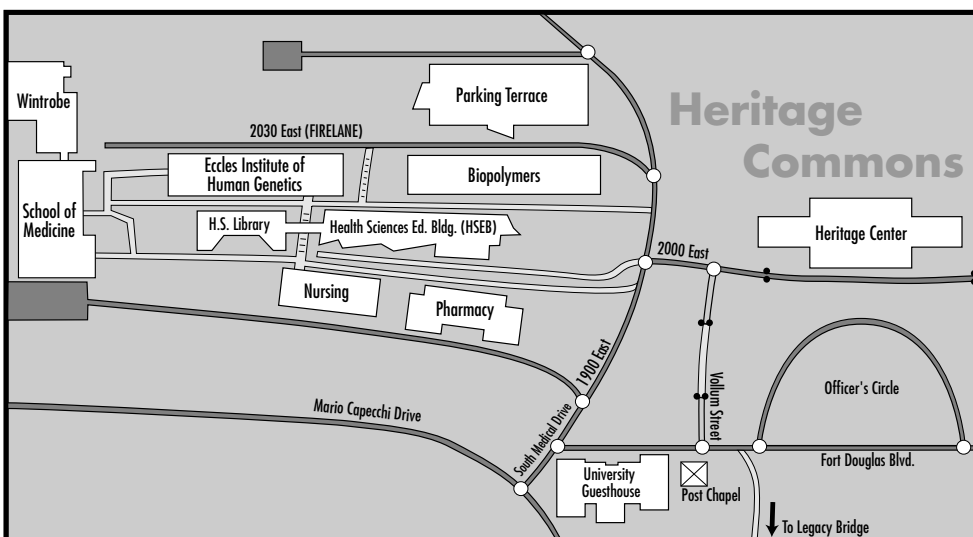 Wintrobe
Parking Terrace
Heritage
Commons
2030 East (FIRELANE)
Eccles Institute of
Human Genetics
Biopolymers
School of
Medicine
H.S. Library
Health Sciences Ed. Bldg. (HSEB)
Heritage Center
2000 East
Nursing
Pharmacy
1900 East
Vollum Street
Officer's Circle
Mario Capecchi Drive
South Medical Drive
Fort Douglas Blvd.
University
Guesthouse
Post Chapel
To Legacy Bridge